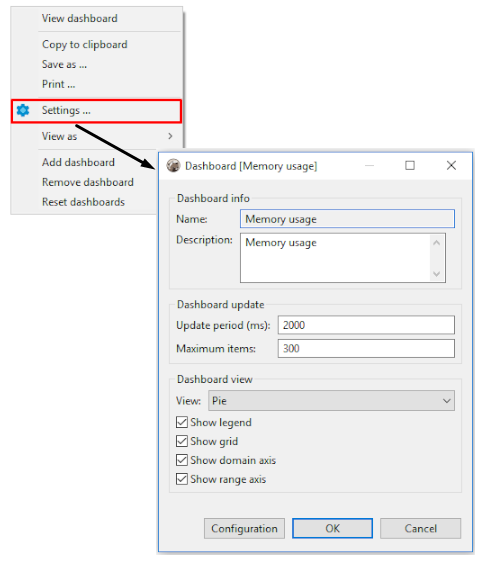 View dashboard
Copy to clipboard
Save as ...
Print ...
Settings ...
View as
Add dashboard
Remove dashboard
Reset dashboards
Dashboard [Memory usage]
Dashboard info
Name: Memory usage
Description: Memory usage
Dashboard update
Update period (ms): 2000
Maximum items: 300
Dashboard view
View: Pie
Show legend
Show grid
Show domain axis
Show range axis
Configuration OK Cancel